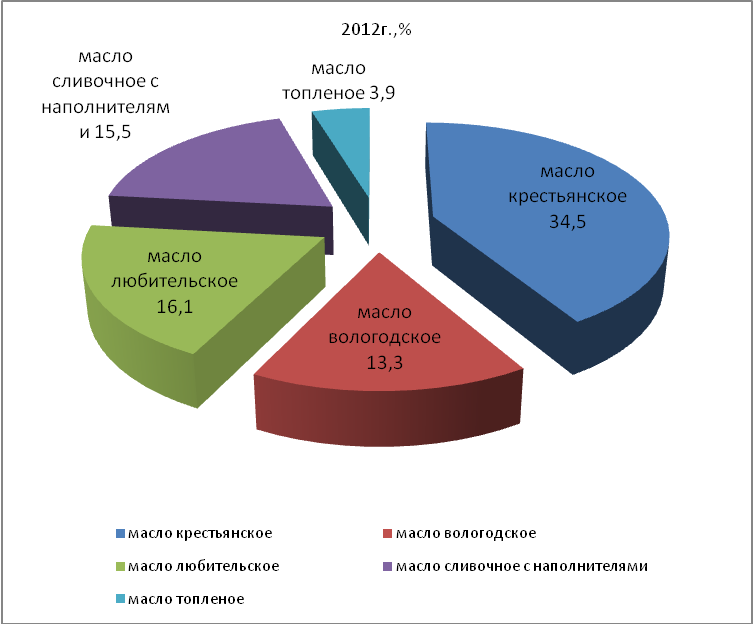 2012г.,%
масло
сливочное с
наполнителям
и 15,5
масло
топленое 3,9
масло
крестьянское
34,5
масло
любительское
16,1
масло
вологодское
13,3
масло крестьянское
масло вологодское
масло любительское
масло сливочное с наполнителями
масло топленое